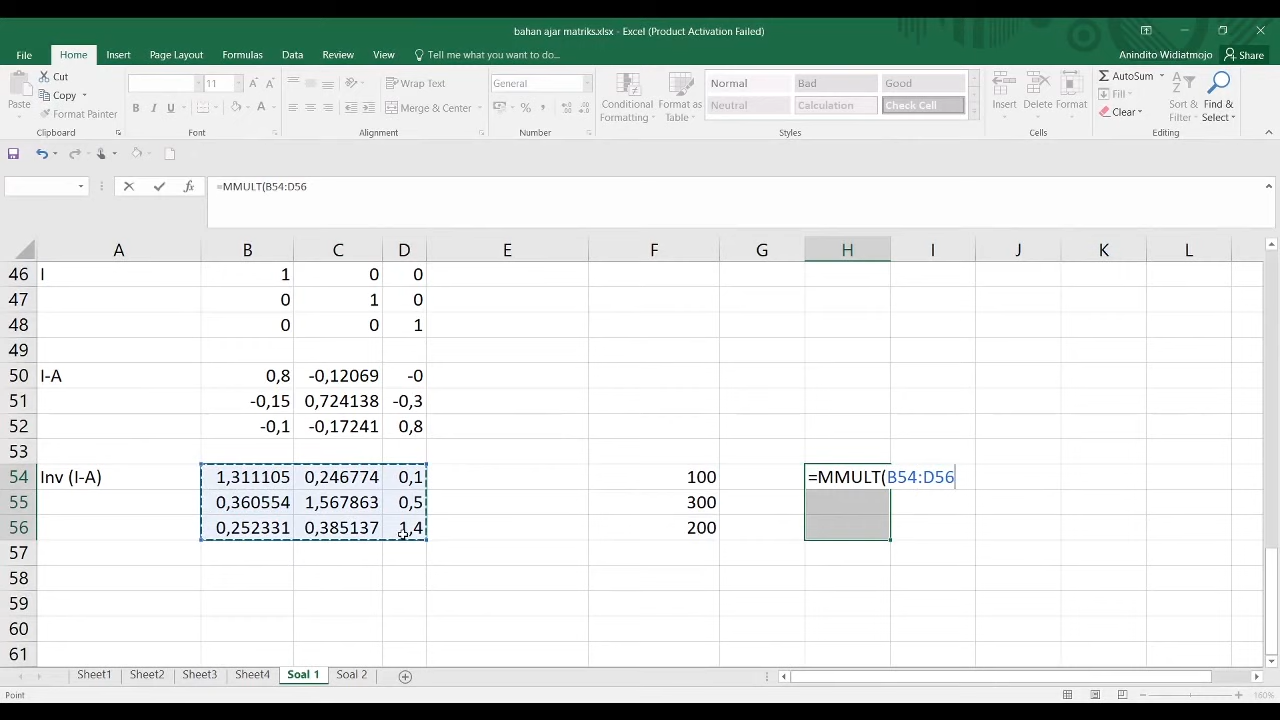 bahan ajar matriks.xlsx - Excel (Product Activation Failed)
File Home Insert Page Layout Formulas Data Review View Tell me what you want to do... Anindito Widiatmojo Share
Paste Cut Copy Format Painter
11
Wrap Text
Merge & Center
General
Conditional Formatting
Format as Table
Normal Bad Good
Neutral Calculation Check Cell
Insert Delete Format
AutoSum
Fill
Clear
Sort & Filter
Find & Select
Clipboard Font Alignment Number Styles Cells Editing
=MMULT(B54:D56
A B C D E F G H I J K L
46 I 1 0 0
47 0 1 0
48 0 0 1
49
50 I-A 0,8 -0,12069 -0
51 -0,15 0,724138 -0,3
52 -0,1 -0,17241 0,8
53
54 Inv (I-A) 1,311105 0,246774 0,1 100 =MMULT(B54:D56
55 0,360554 1,567863 0,5 300
56 0,252331 0,385137 1,4 200
57
58
59
60
61
Sheet1 Sheet2 Sheet3 Sheet4 Soal 1 Soal 2
Point 160%